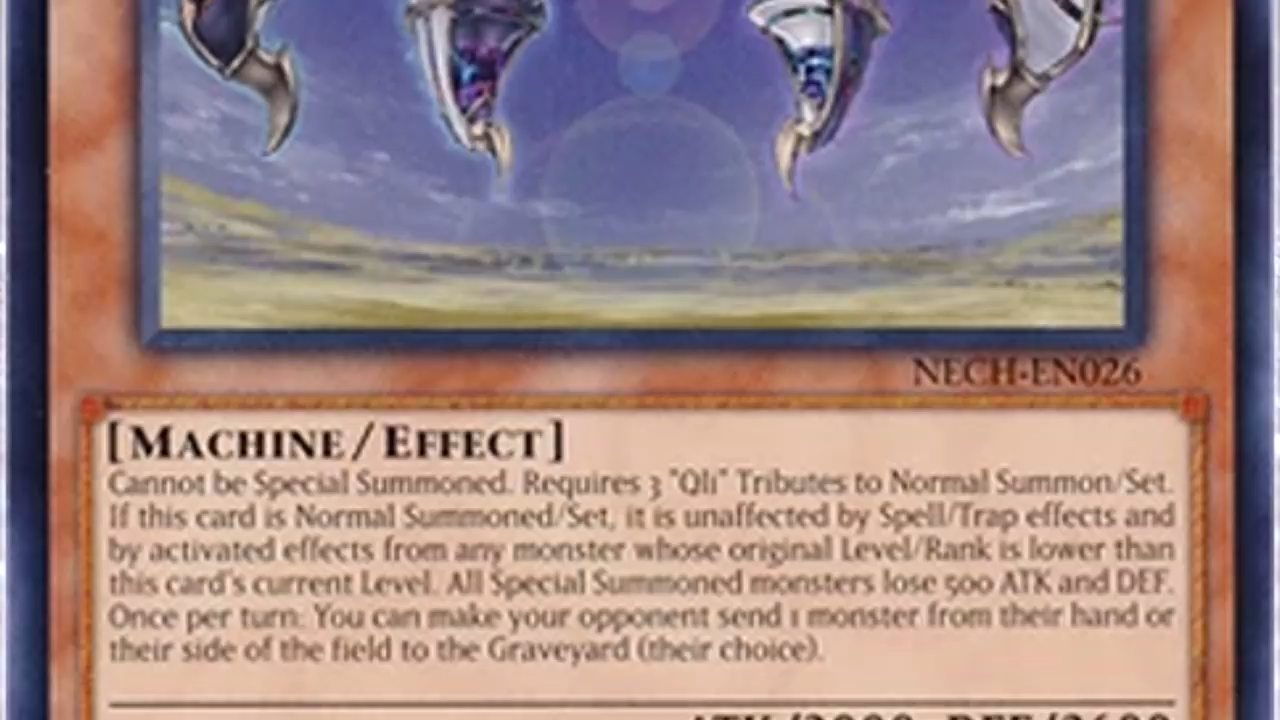 NECH-EN026
[MACHINE/EFFECT]
Cannot be Special Summoned. Requires 3 "Qli" Tributes to Normal Summon/Set.
If this card is Normal Summoned/Set, it is unaffected by Spell/Trap effects and
by activated effects from any monster whose original Level/Rank is lower than
this card's current Level. All Special Summoned monsters lose 500 ATK and DEF.
Once per turn: You can make your opponent send 1 monster from their hand or
their side of the field to the Graveyard (their choice).